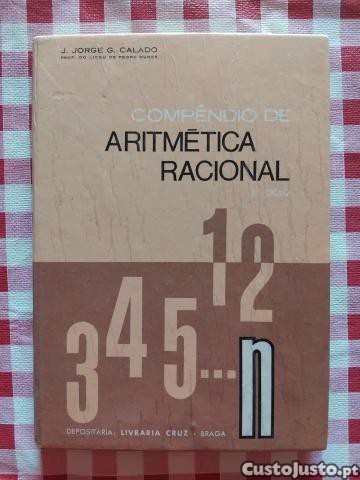 J. JORGE G. CALADO
PROF. DO LICEU DE PEDRO NUNES
COMPÊNDIO DE
ARITMÉTICA
RACIONAL
12
345...n
DEPOSITÁRIA: LIVRARIA CRUZ - BRAGA
CustoJusto.pt